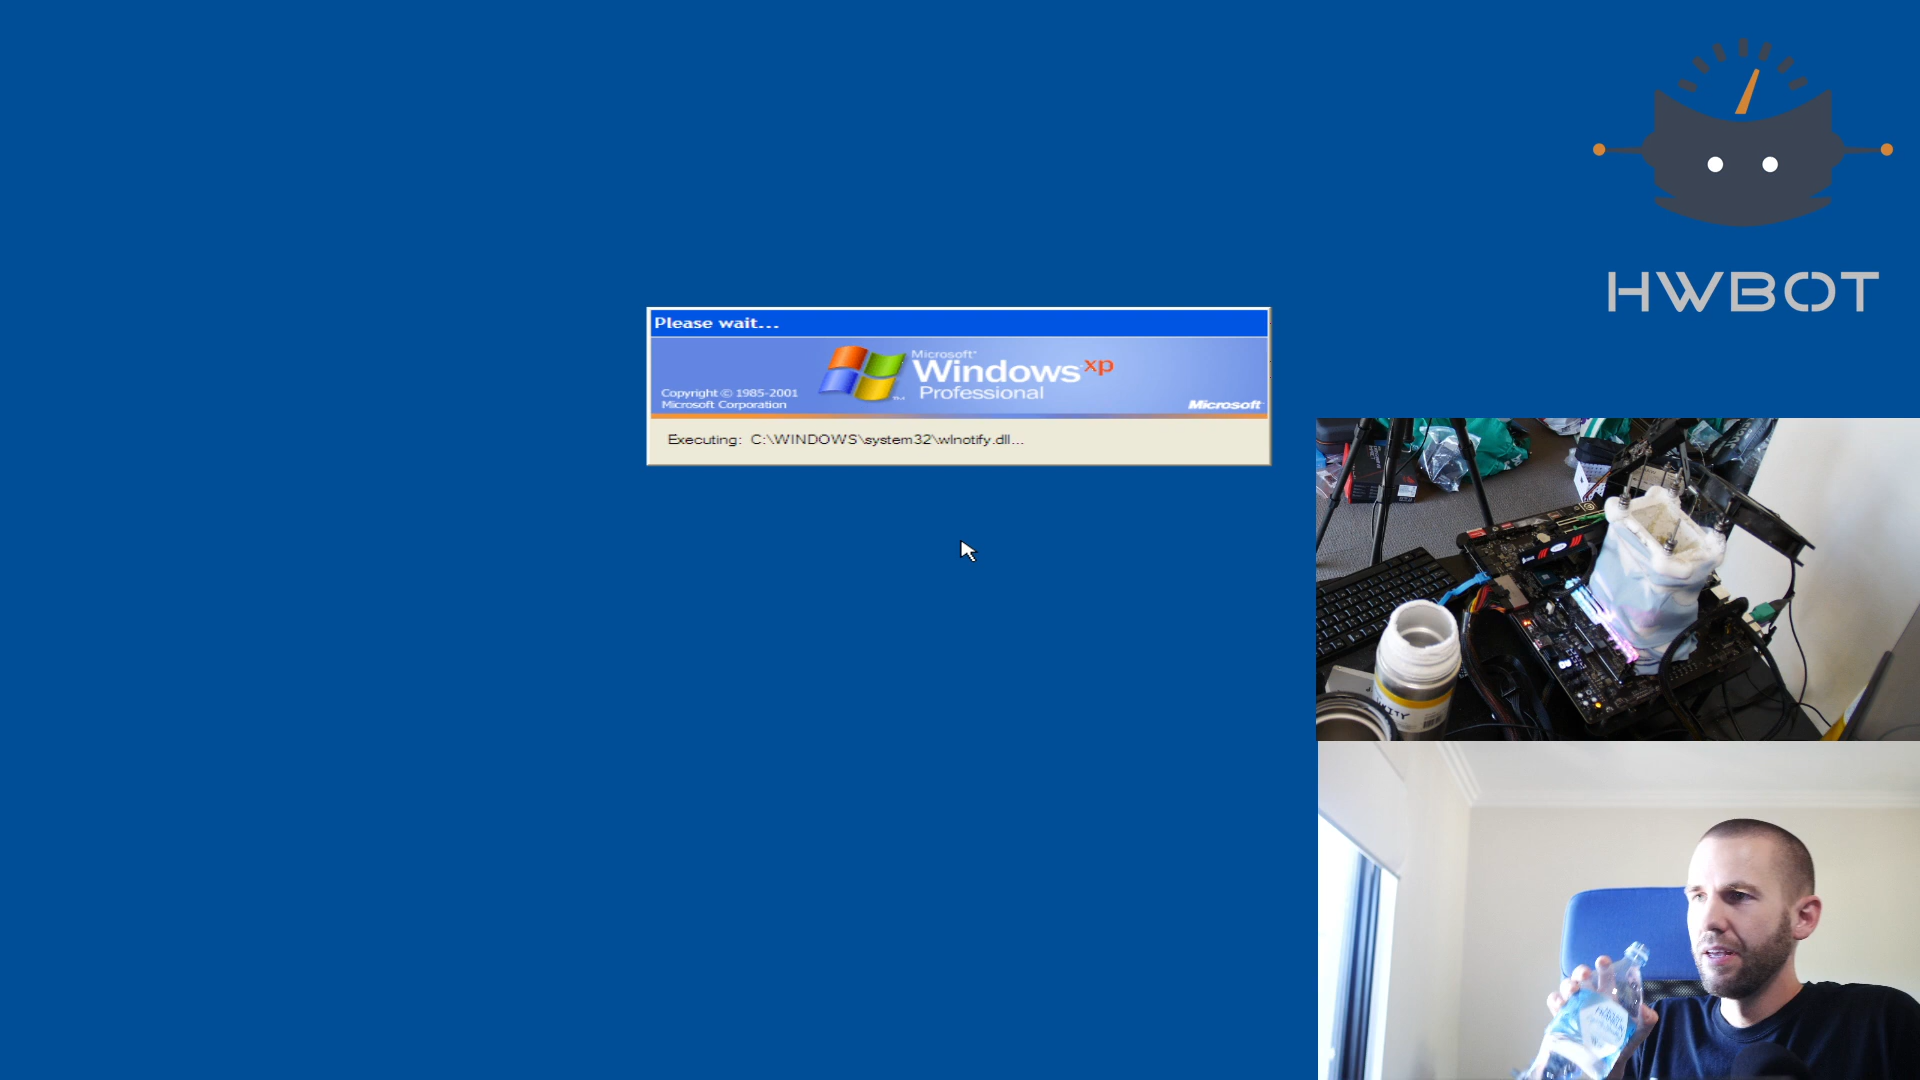 HWBOT
Please wait...
Microsoft®
Windows xp
Professional
Copyright © 1985-2001
Microsoft Corporation
Microsoft
Executing: C:\WINDOWS\system32\wlnotify.dll...